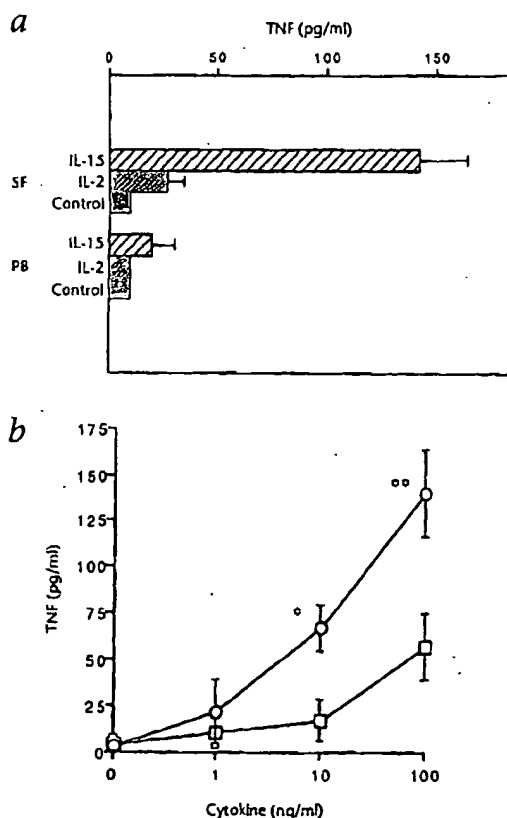 a
TNF (pg/ml)
0 50 100 150
IL-15
SF IL-2
Control
IL-15
PB IL-2
Control
b
175
150
125
75
50
25
0
TNF (pg/ml)
0 1 10 100
Cytokine (ng/ml)